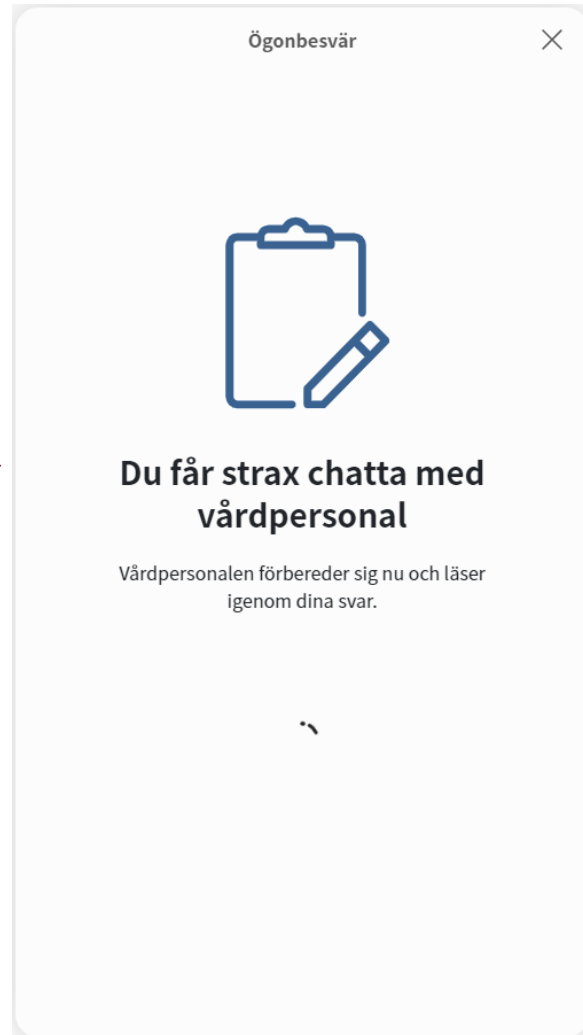 Ögonbesvär
Du får strax chatta med
vårdpersonal
Vårdpersonalen förbereder sig nu och läser
igenom dina svar.